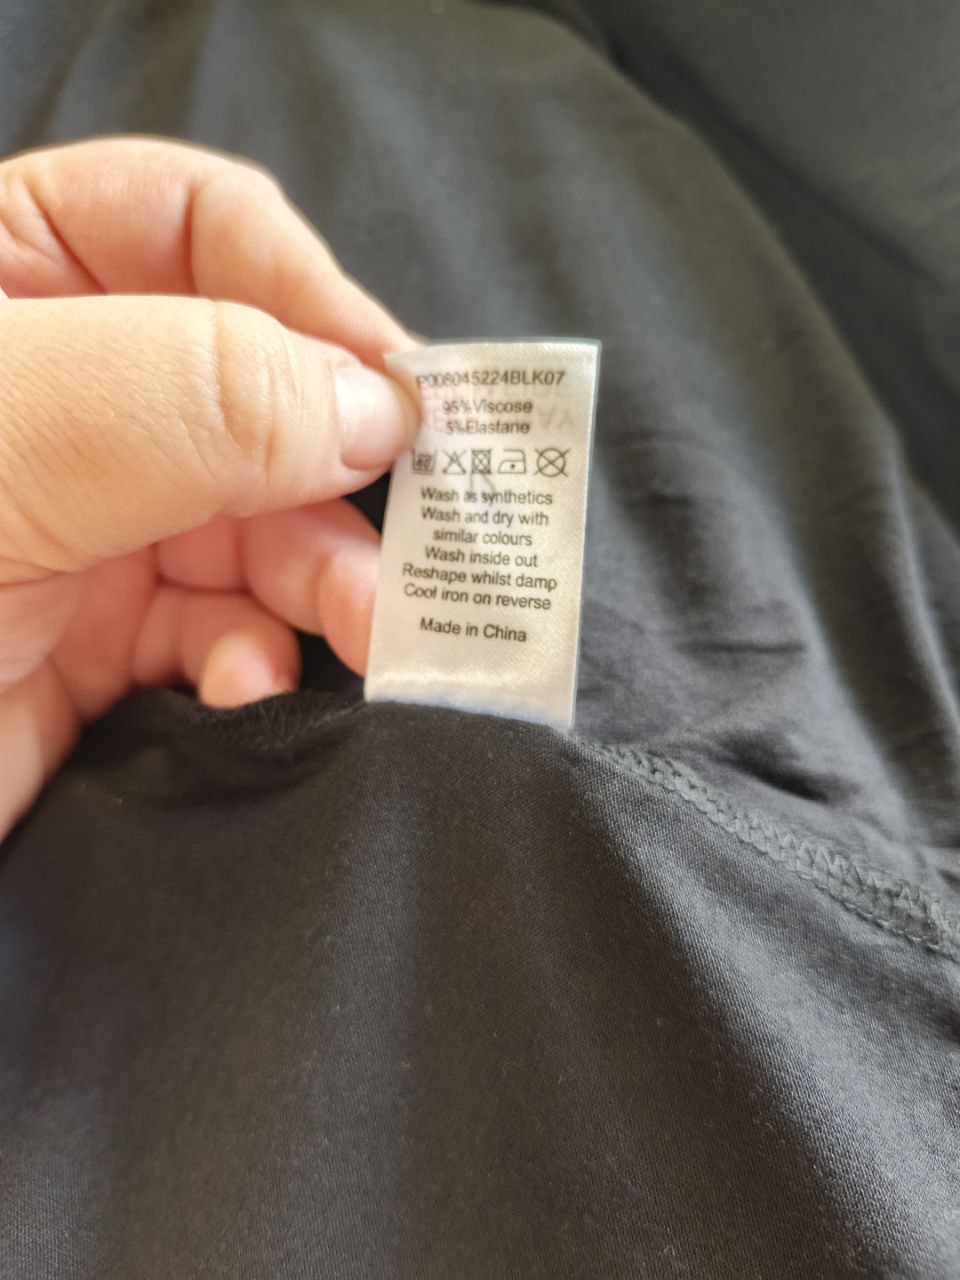 P008045224BLK07
95%Viscose
5%Elastane
Wash as synthetics
Wash and dry with
similar colours
Wash inside out
Reshape whilst damp
Cool iron on reverse
Made in China